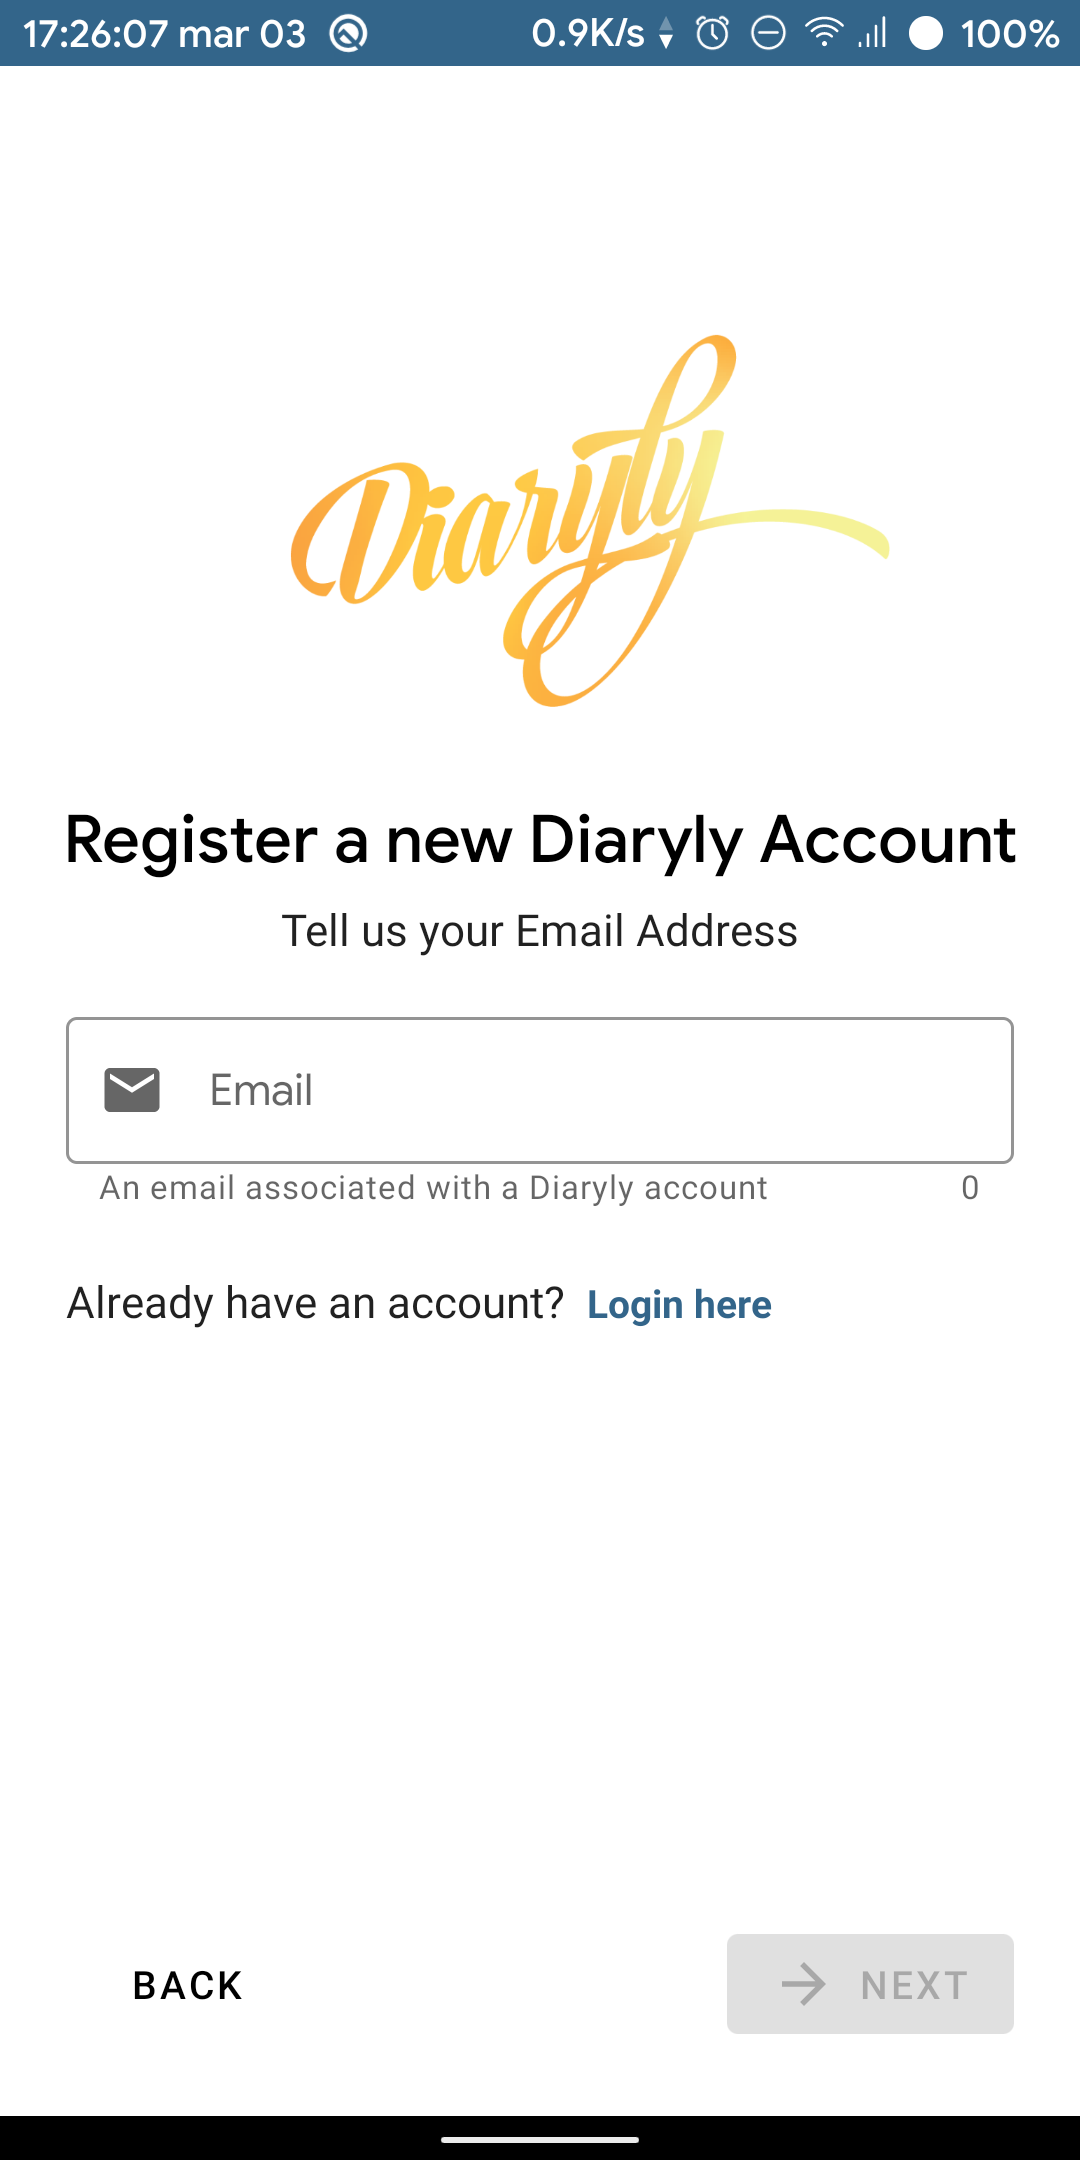 17:26:07 mar 03 0.9K/s 100%
Diaryly
Register a new Diaryly Account
Tell us your Email Address
Email
An email associated with a Diaryly account 0
Already have an account? Login here
BACK NEXT